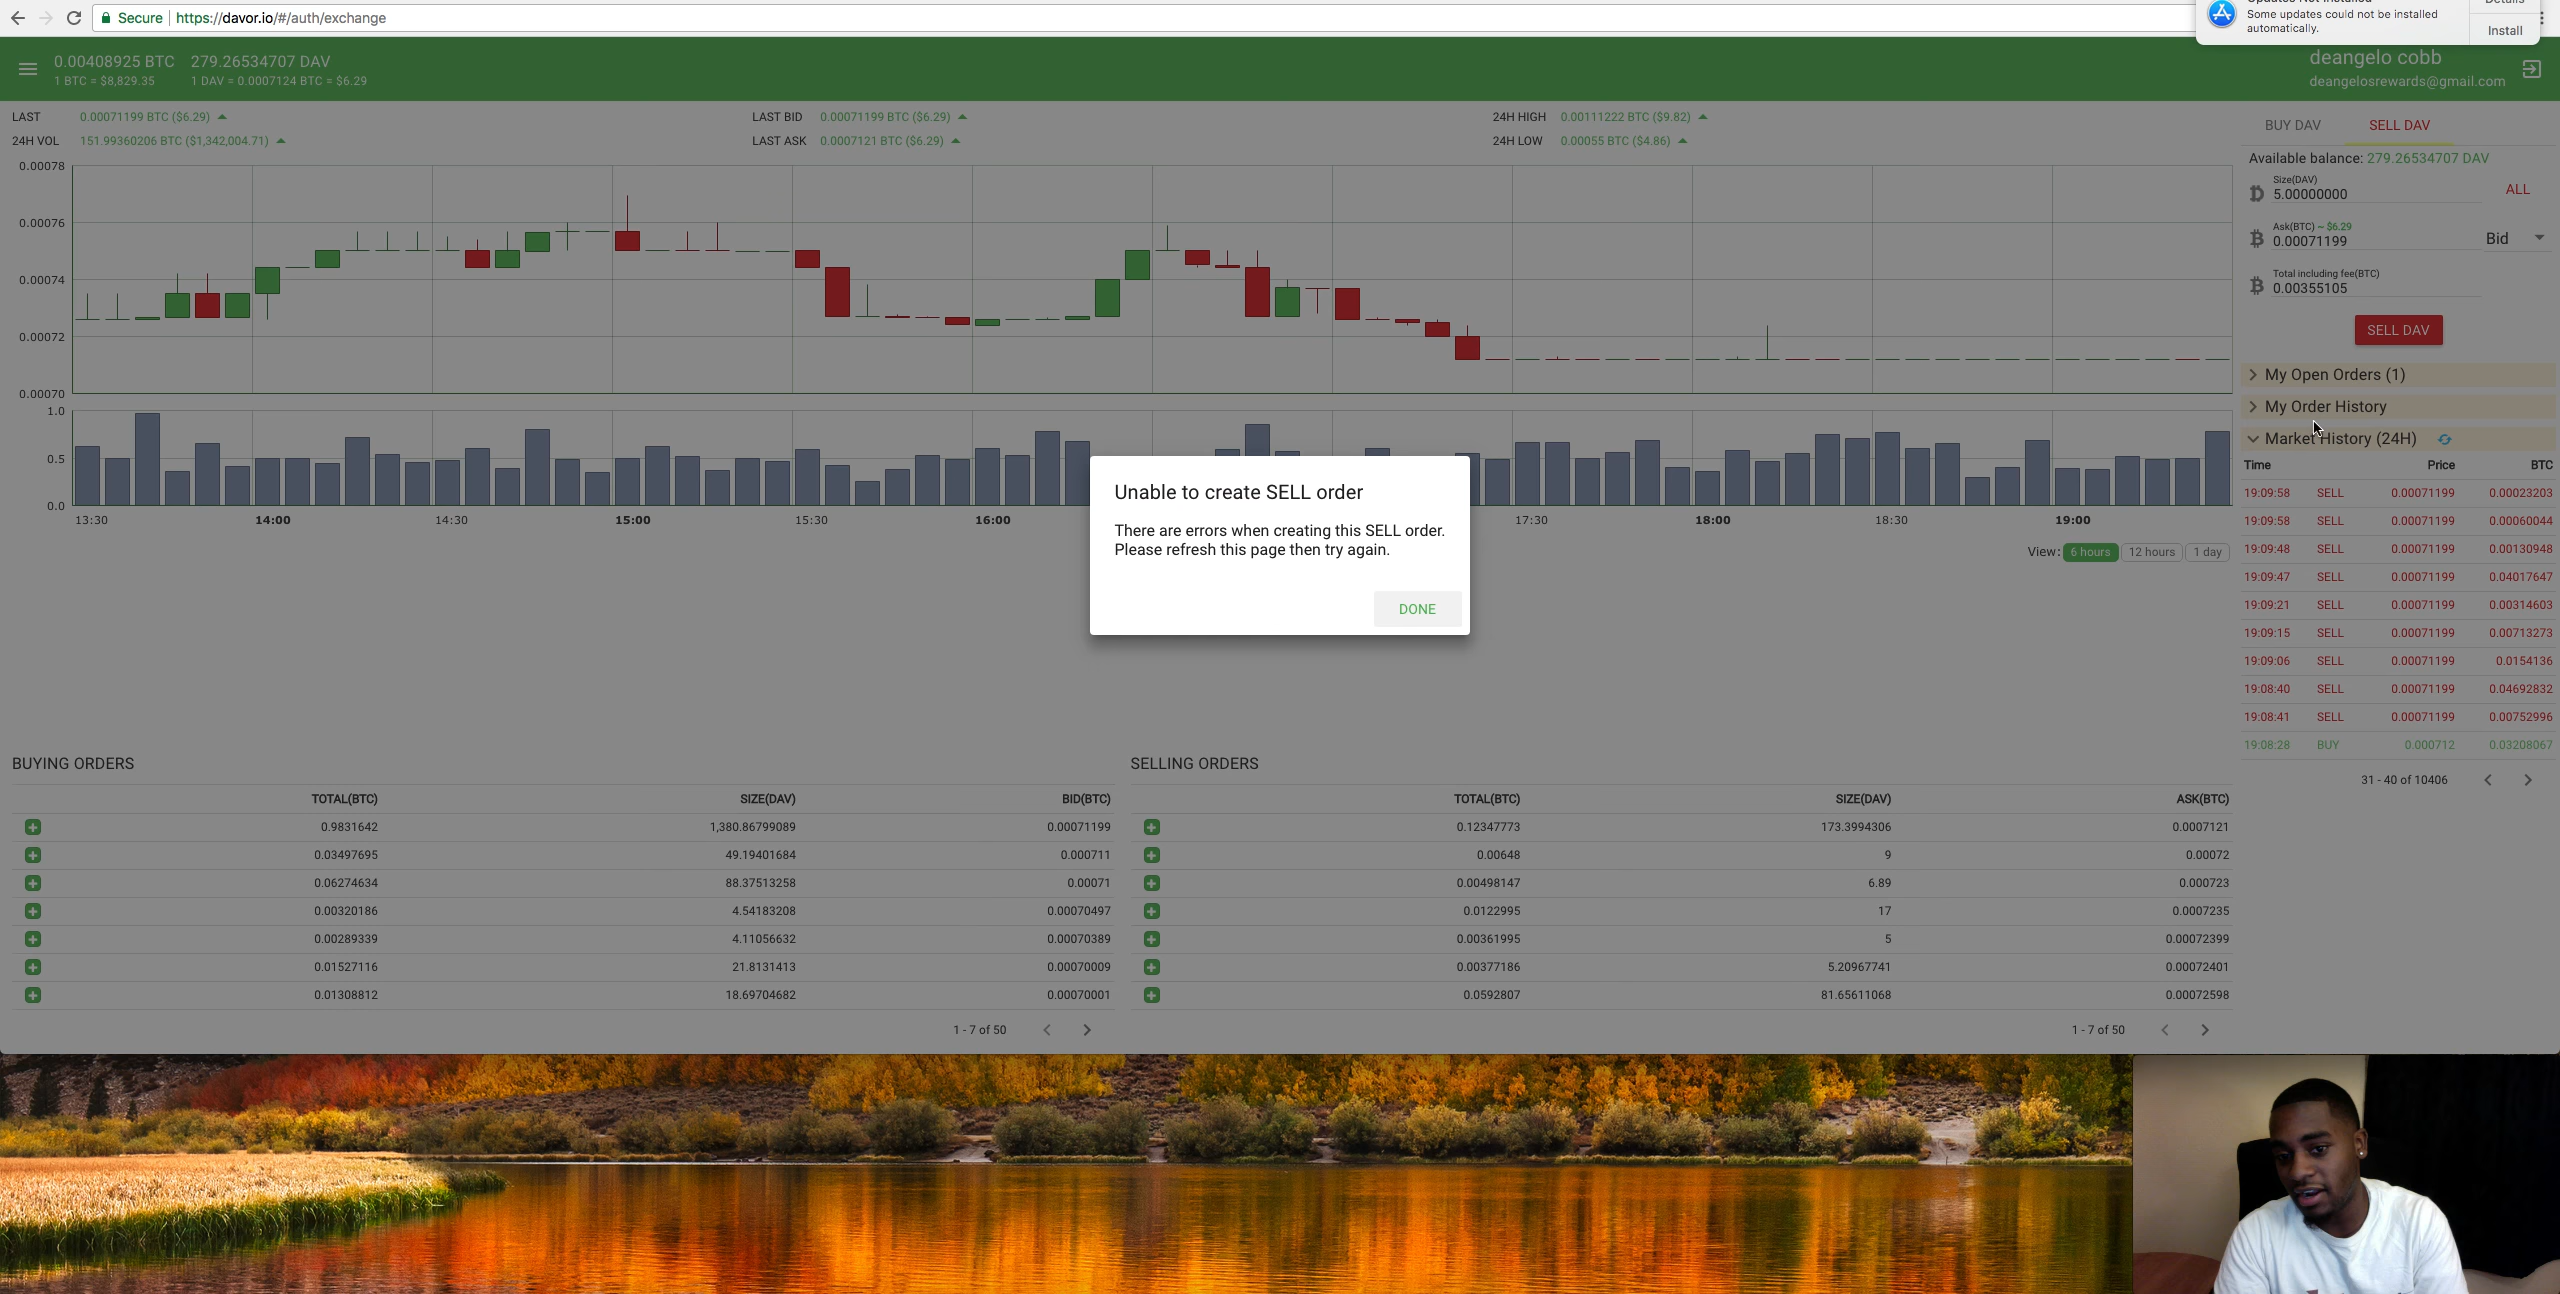 Secure https://davor.io/#/auth/exchange
Some updates could not be installed
automatically.
Install
0.00408925 BTC 279.26534707 DAV
1 BTC = $8,829.35 1 DAV = 0.0007124 BTC = $6.29
deangelo cobb
deangelosrewards@gmail.com
LAST 0.00071199 BTC ($6.29)
24H VOL 151.99360206 BTC ($1,342,004.71)
LAST BID 0.00071199 BTC ($6.29)
LAST ASK 0.0007121 BTC ($6.29)
24H HIGH 0.00111222 BTC ($9.82)
24H LOW 0.00055 BTC ($4.86)
0.00078
0.00076
0.00074
0.00072
0.00070
1.0
0.5
0.0
13:30 14:00 14:30 15:00 15:30 16:00 17:30 18:00 18:30 19:00
View: 6 hours 12 hours 1 day
Unable to create SELL order
There are errors when creating this SELL order.
Please refresh this page then try again.
DONE
BUY DAV SELL DAV
Available balance: 279.26534707 DAV
Size(DAV)
5.00000000 ALL
Ask(BTC) ~ $6.29
0.00071199 Bid
Total including fee(BTC)
0.00355105
SELL DAV
My Open Orders (1)
My Order History
Market History (24H)
Time Price BTC
19:09:58 SELL 0.00071199 0.00023203
19:09:58 SELL 0.00071199 0.00060044
19:09:48 SELL 0.00071199 0.00130948
19:09:47 SELL 0.00071199 0.04017647
19:09:21 SELL 0.00071199 0.00314603
19:09:15 SELL 0.00071199 0.00713273
19:09:06 SELL 0.00071199 0.0154136
19:08:40 SELL 0.00071199 0.04692832
19:08:41 SELL 0.00071199 0.00752996
19:08:28 BUY 0.000712 0.03208067
31 - 40 of 10406
BUYING ORDERS
TOTAL(BTC) SIZE(DAV) BID(BTC)
0.9831642 1,380.86799089 0.00071199
0.03497695 49.19401684 0.000711
0.06274634 88.37513258 0.00071
0.00320186 4.54183208 0.00070497
0.00289339 4.11056632 0.00070389
0.01527116 21.8131413 0.00070009
0.01308812 18.69704682 0.00070001
1 - 7 of 50
SELLING ORDERS
TOTAL(BTC) SIZE(DAV) ASK(BTC)
0.12347773 173.3994306 0.0007121
0.00648 9 0.00072
0.00498147 6.89 0.000723
0.0122995 17 0.0007235
0.00361995 5 0.00072399
0.00377186 5.20967741 0.00072401
0.0592807 81.65611068 0.00072598
1 - 7 of 50